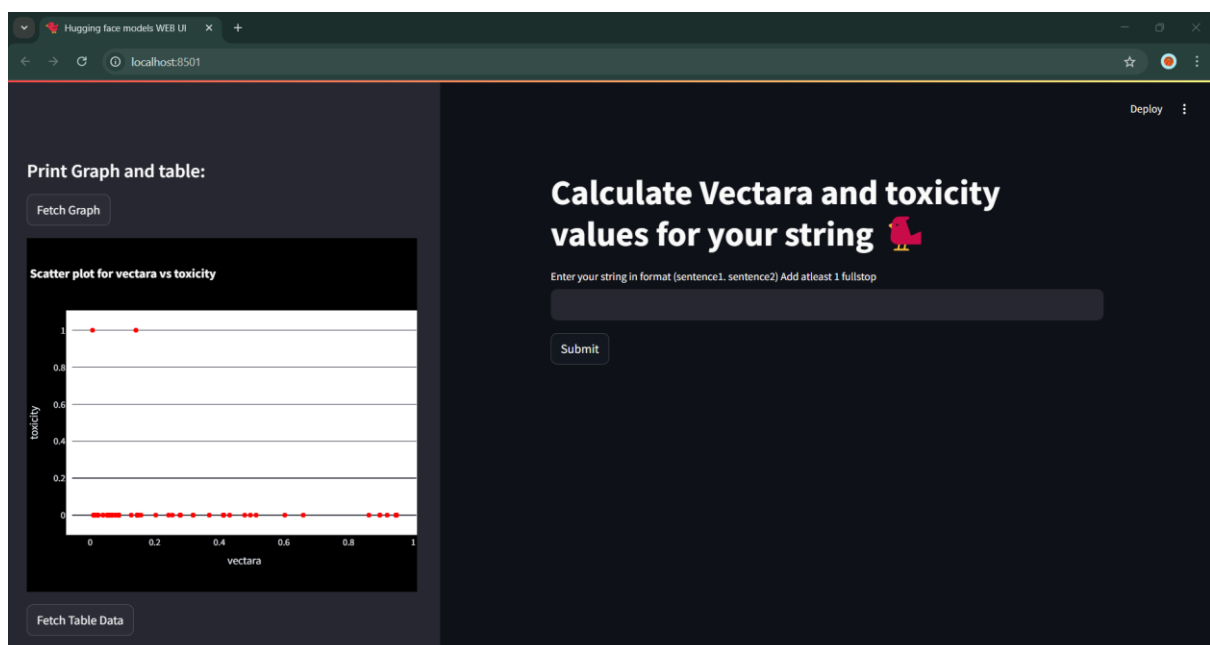 Hugging face models WEB UI
localhost:8501
Deploy
Print Graph and table:
Fetch Graph
Scatter plot for vectara vs toxicity
1
0.8
0.6
0.4
0.2
0
toxicity
0 0.2 0.4 0.6 0.8 1
vectara
Fetch Table Data
Calculate Vectara and toxicity
values for your string
Enter your string in format (sentence1. sentence2) Add atleast 1 fullstop
Submit